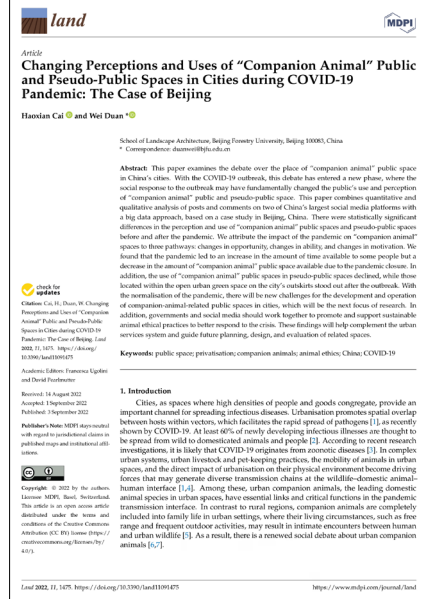 land
MDPI
Article
Changing Perceptions and Uses of “Companion Animal” Public
and Pseudo-Public Spaces in Cities during COVID-19
Pandemic: The Case of Beijing
Haoxian Cai and Wei Duan *
School of Landscape Architecture, Beijing Forestry University, Beijing 100083, China
* Correspondence: duanwei@bjfu.edu.cn
Abstract: This paper examines the debate over the place of “companion animal” public space
in China’s cities. With the COVID-19 outbreak, this debate has entered a new phase, where the
social response to the outbreak may have fundamentally changed the public’s use and perception
of “companion animal” public and pseudo-public space. This paper combines quantitative and
qualitative analysis of posts and comments on two of China’s largest social media platforms with
a big data approach, based on a case study in Beijing, China. There were statistically significant
differences in the perception and use of “companion animal” public spaces and pseudo-public spaces
before and after the pandemic. We attribute the impact of the pandemic on “companion animal”
spaces to three pathways: changes in opportunity, changes in ability, and changes in motivation. We
found that the pandemic led to an increase in the amount of time available to some people but a
decrease in the amount of “companion animal” public space available due to the pandemic closure. In
addition, the use of “companion animal” public spaces in pseudo-public spaces declined, while those
located within the open urban green space on the city’s outskirts stood out after the outbreak. With
the normalisation of the pandemic, there will be new challenges for the development and operation
of companion-animal-related public spaces in cities, which will be the next focus of research. In
addition, governments and social media should work together to promote and support sustainable
animal ethical practices to better respond to the crisis. These findings will help complement the urban
services system and guide future planning, design, and evaluation of related spaces.
Keywords: public space; privatisation; companion animals; animal ethics; China; COVID-19
check for
updates
Citation: Cai, H.; Duan, W. Changing
Perceptions and Uses of “Companion
Animal” Public and Pseudo-Public
Spaces in Cities during COVID-19
Pandemic: The Case of Beijing. Land
2022, 11, 1475. https://doi.org/
10.3390/land11091475
Academic Editors: Francesca Ugolini
and David Pearlmutter
Received: 14 August 2022
Accepted: 1 September 2022
Published: 3 September 2022
Publisher’s Note: MDPI stays neutral
with regard to jurisdictional claims in
published maps and institutional affil-
iations.
cc BY
Copyright: © 2022 by the authors.
Licensee MDPI, Basel, Switzerland.
This article is an open access article
distributed under the terms and
conditions of the Creative Commons
Attribution (CC BY) license (https://
creativecommons.org/licenses/by/
4.0/).
1. Introduction
Cities, as spaces where high densities of people and goods congregate, provide an
important channel for spreading infectious diseases. Urbanisation promotes spatial overlap
between hosts within vectors, which facilitates the rapid spread of pathogens [1], as recently
shown by COVID-19. At least 60% of newly developing infectious illnesses are thought to
be spread from wild to domesticated animals and people [2]. According to recent research
investigations, it is likely that COVID-19 originates from zoonotic diseases [3]. In complex
urban systems, urban livestock and pet-keeping practices, the mobility of animals in urban
spaces, and the direct impact of urbanisation on their physical environment become driving
forces that may generate diverse transmission chains at the wildlife–domestic animal–
human interface [1,4]. Among these, urban companion animals, the leading domestic
animal species in urban spaces, have essential links and critical functions in the pandemic
transmission interface. In contrast to rural regions, companion animals are completely
included into family life in urban settings, where their living circumstances, such as free
range and frequent outdoor activities, may result in intimate encounters between human
and urban wildlife [5]. As a result, there is a renewed social debate about urban companion
animals [6,7].
Land 2022, 11, 1475. https://doi.org/10.3390/land11091475
https://www.mdpi.com/journal/land